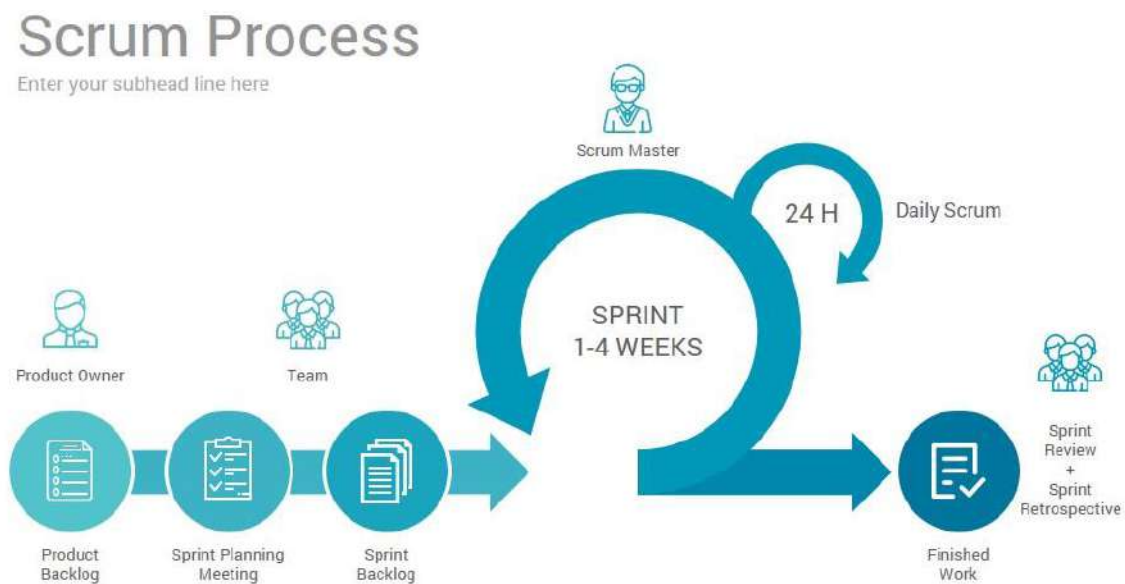 Scrum Process
Enter your subhead line here
Scrum Master
24 H
Daily Scrum
SPRINT
1-4 WEEKS
Product Owner
Team
Sprint
Review
+
Sprint
Retrospective
Product
Backlog
Sprint Planning
Meeting
Sprint
Backlog
Finished
Work